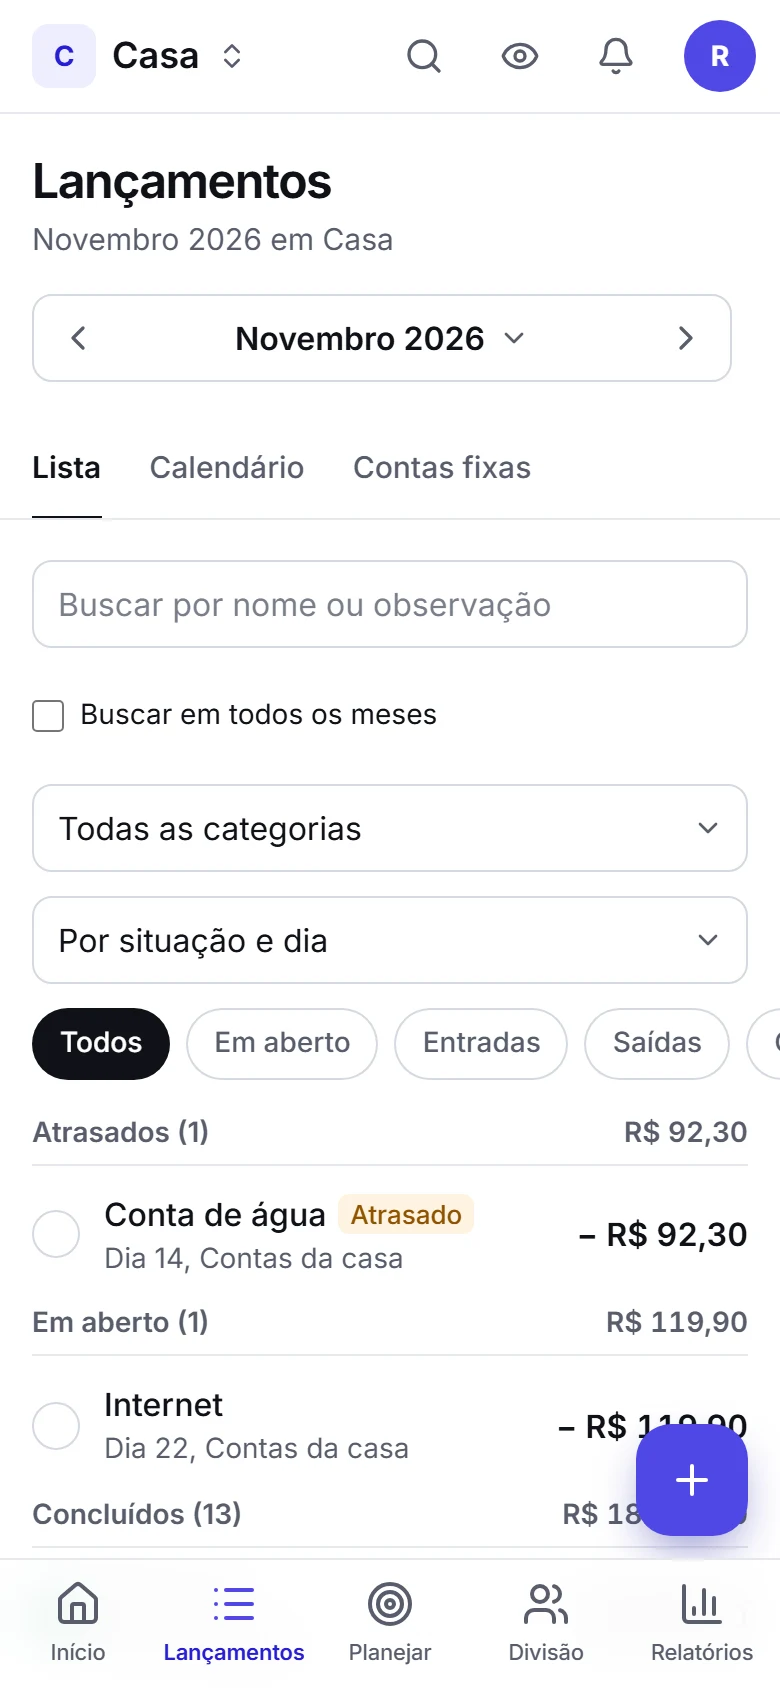 C Casa R
Lançamentos
Novembro 2026 em Casa
Novembro 2026
Lista Calendário Contas fixas
Buscar por nome ou observação
Buscar em todos os meses
Todas as categorias
Por situação e dia
Todos Em aberto Entradas Saídas
Atrasados (1) R$ 92,30
Conta de água Atrasado – R$ 92,30
Dia 14, Contas da casa
Em aberto (1) R$ 119,90
Internet – R$ 119,90
Dia 22, Contas da casa
Concluídos (13) R$
Início Lançamentos Planejar Divisão Relatórios